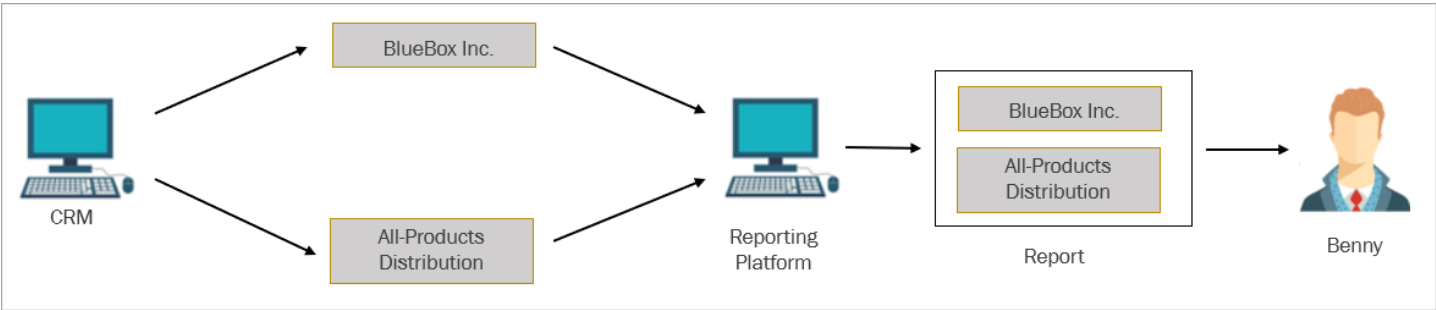 BlueBox Inc.
CRM
All-Products
Distribution
Reporting
Platform
BlueBox Inc.
All-Products
Distribution
Report
Benny